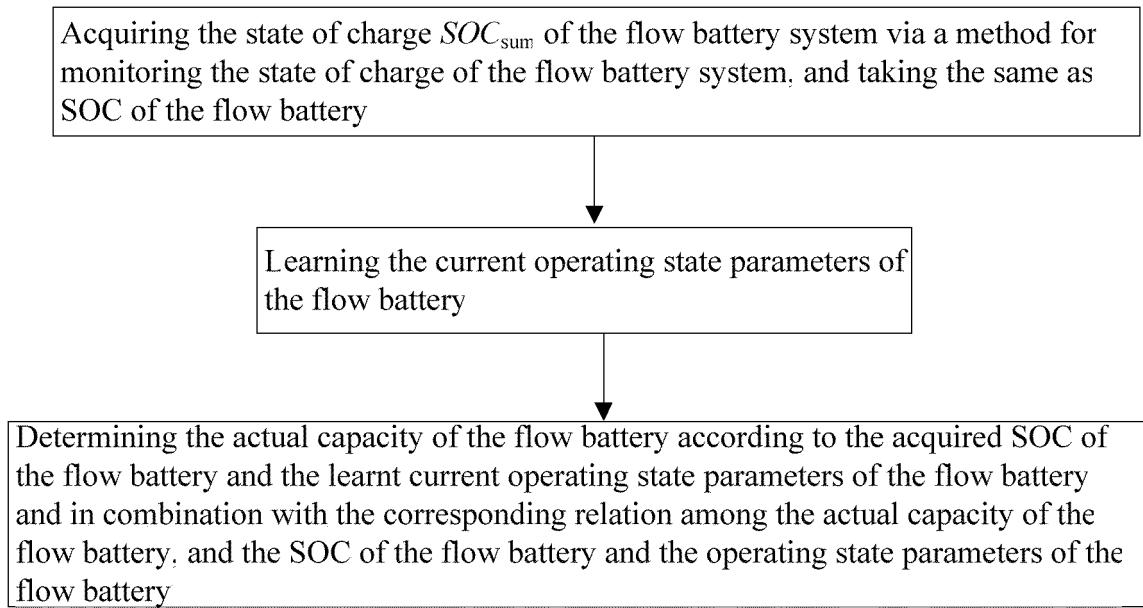 Acquiring the state of charge SOCsum of the flow battery system via a method for
monitoring the state of charge of the flow battery system, and taking the same as
SOC of the flow battery
Learning the current operating state parameters of
the flow battery
Determining the actual capacity of the flow battery according to the acquired SOC of
the flow battery and the learnt current operating state parameters of the flow battery
and in combination with the corresponding relation among the actual capacity of the
flow battery, and the SOC of the flow battery and the operating state parameters of the
flow battery